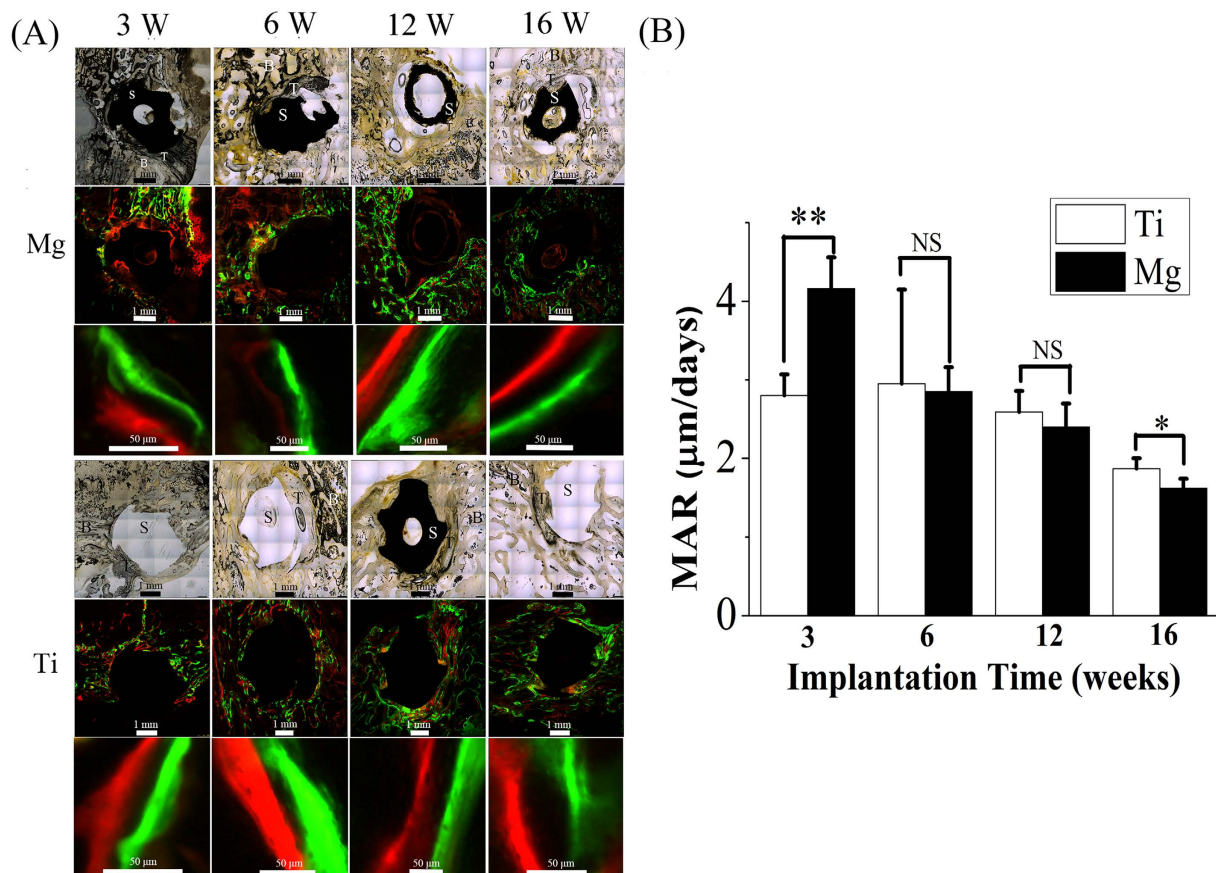 (A) 3 W 6 W 12 W 16 W
S T B 1 mm
B T S 1 mm
S T
B T S
Mg
1 mm 1 mm 1 mm 1 mm
50 μm 50 μm 50 μm 50 μm
B S 1 mm
S T B 1 mm
S T B 1 mm
B T S 1 mm
Ti
1 mm 1 mm 1 mm 1 mm
50 μm 50 μm 50 μm 50 μm
(B)
Ti
Mg
** NS NS *
MAR (μm/days)
4
2
0
3 6 12 16
Implantation Time (weeks)